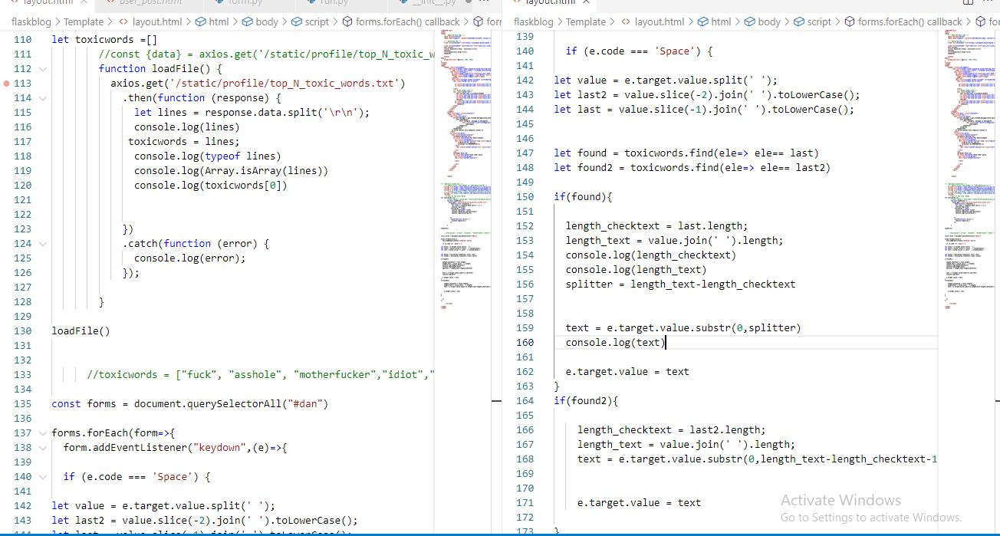 layout.html
user_post.html
form.py
run.py
__init__.py
flaskblog > Template > layout.html > html > body > script > forms.forEach() callback > for
110 let toxicwords =[]
111 //const {data} = axios.get('/static/profile/top_N_toxic_w
112 function loadFile() {
113 axios.get('/static/profile/top_N_toxic_words.txt')
114 .then(function (response) {
115 let lines = response.data.split('\r\n');
116 console.log(lines)
117 toxicwords = lines;
118 console.log(typeof lines)
119 console.log(Array.isArray(lines))
120 console.log(toxicwords[0])
121
122
123 })
124 .catch(function (error) {
125 console.log(error);
126 });
127
128 }
129
130 loadFile()
131
132
133 //toxicwords = ["fuck", "asshole", "motherfucker","idiot","
134
135 const forms = document.querySelectorAll("#dan")
136
137 forms.forEach(form=>{
138 form.addEventListener("keydown",(e)=>{
139
140 if (e.code === 'Space') {
141
142 let value = e.target.value.split(' ');
143 let last2 = value.slice(-2).join(' ').toLowerCase();
144 let last = value.slice(-1).join(' ').toLowerCase();
layout.html
flaskblog > Template > layout.html > html > body > script > forms.forEach() callback > for
139
140 if (e.code === 'Space') {
141
142 let value = e.target.value.split(' ');
143 let last2 = value.slice(-2).join(' ').toLowerCase();
144 let last = value.slice(-1).join(' ').toLowerCase();
145
146
147 let found = toxicwords.find(ele=> ele== last)
148 let found2 = toxicwords.find(ele=> ele== last2)
149
150 if(found){
151
152 length_checktext = last.length;
153 length_text = value.join(' ').length;
154 console.log(length_checktext)
155 console.log(length_text)
156 splitter = length_text-length_checktext
157
158
159 text = e.target.value.substr(0,splitter)
160 console.log(text)
161
162 e.target.value = text
163 }
164 if(found2){
165
166 length_checktext = last2.length;
167 length_text = value.join(' ').length;
168 text = e.target.value.substr(0,length_text-length_checktext-1
169
170
171 e.target.value = text
172
173 }
Activate Windows
Go to Settings to activate Windows.